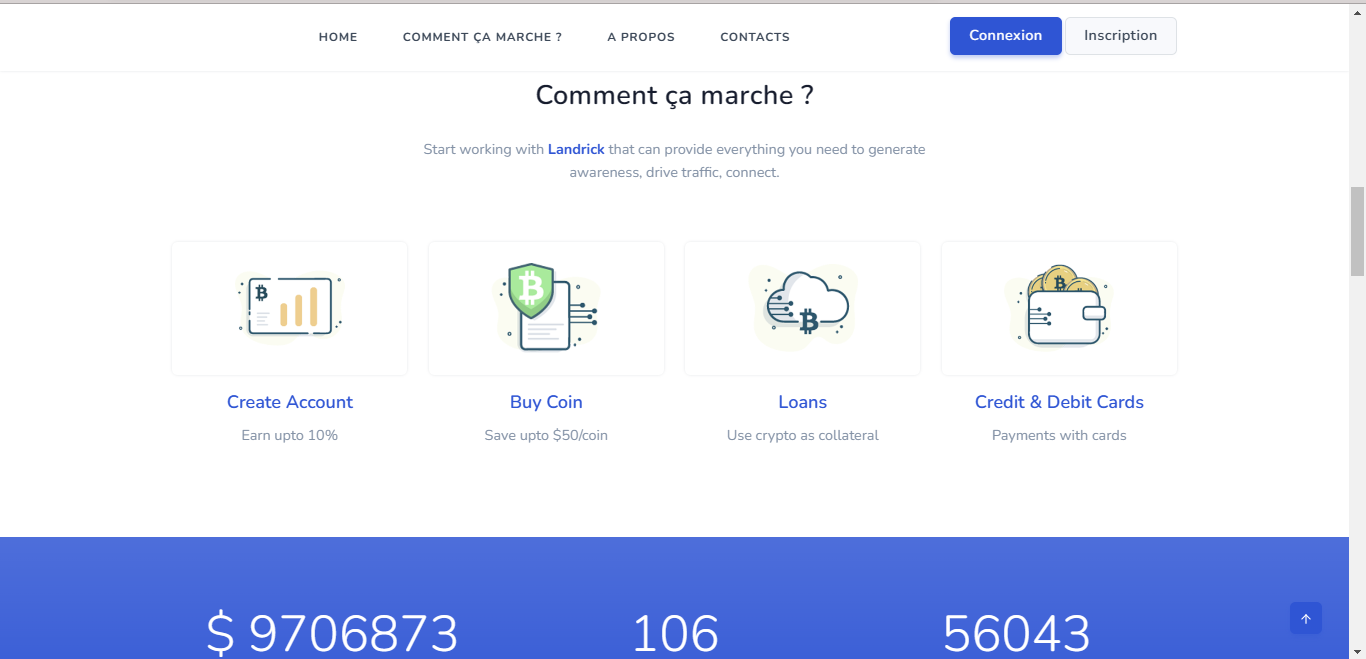 HOME COMMENT ÇA MARCHE ? A PROPOS CONTACTS Connexion Inscription
Comment ça marche ?
Start working with Landrick that can provide everything you need to generate
awareness, drive traffic, connect.
Create Account Buy Coin Loans Credit & Debit Cards
Earn upto 10% Save upto $50/coin Use crypto as collateral Payments with cards
$ 9706873 106 56043